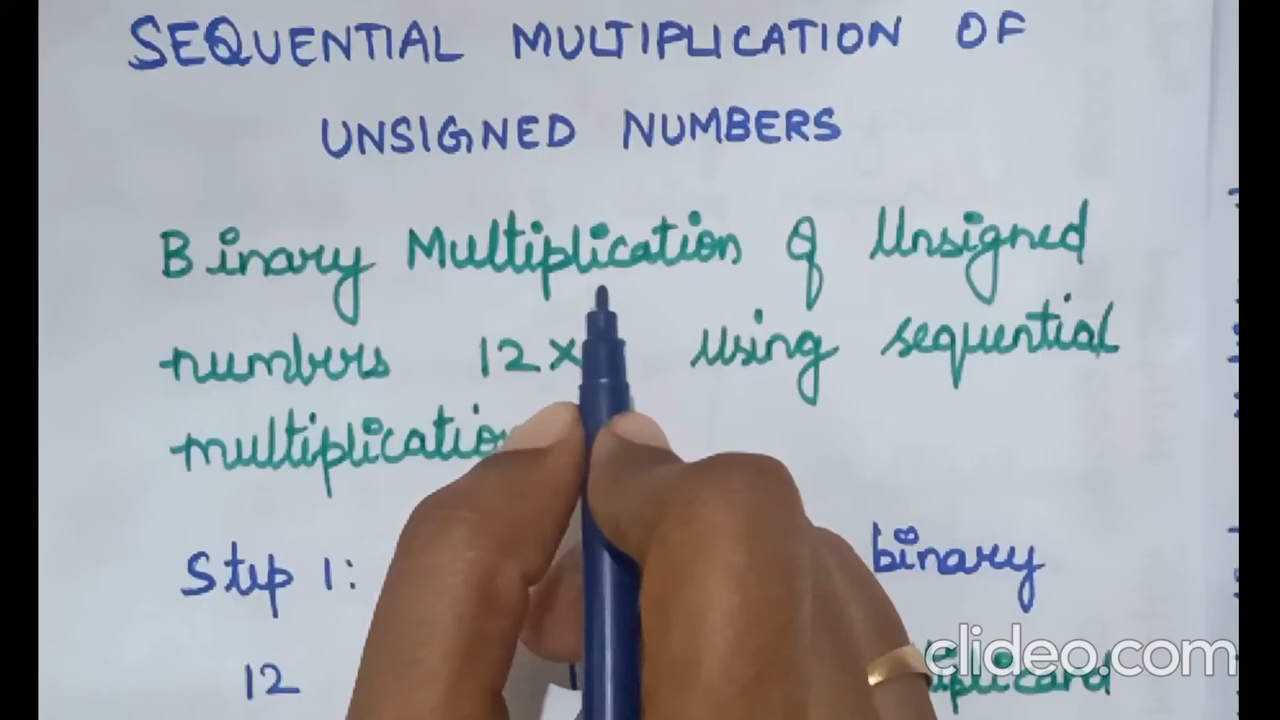 SEQUENTIAL MULTIPLICATION OF
UNSIGNED NUMBERS
Binary Multiplication of Unsigned
numbers 12 x using sequential
multiplication
Step 1: binary
12
clideo.com